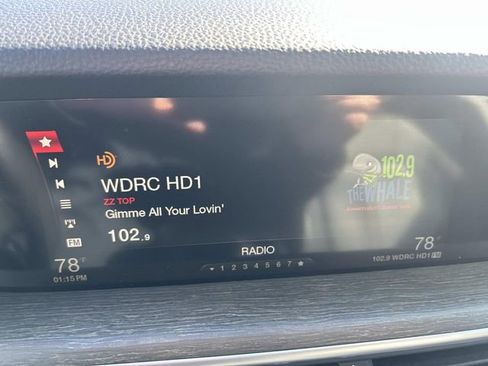 HD
WDRC HD1
ZZ TOP
Gimme All Your Lovin'
102.9
FM
102.9
THE WHALE
78°F
01:15 PM
RADIO
1 2 3 4 5 6 7
78°F
102.9 WDRC HD1 FM